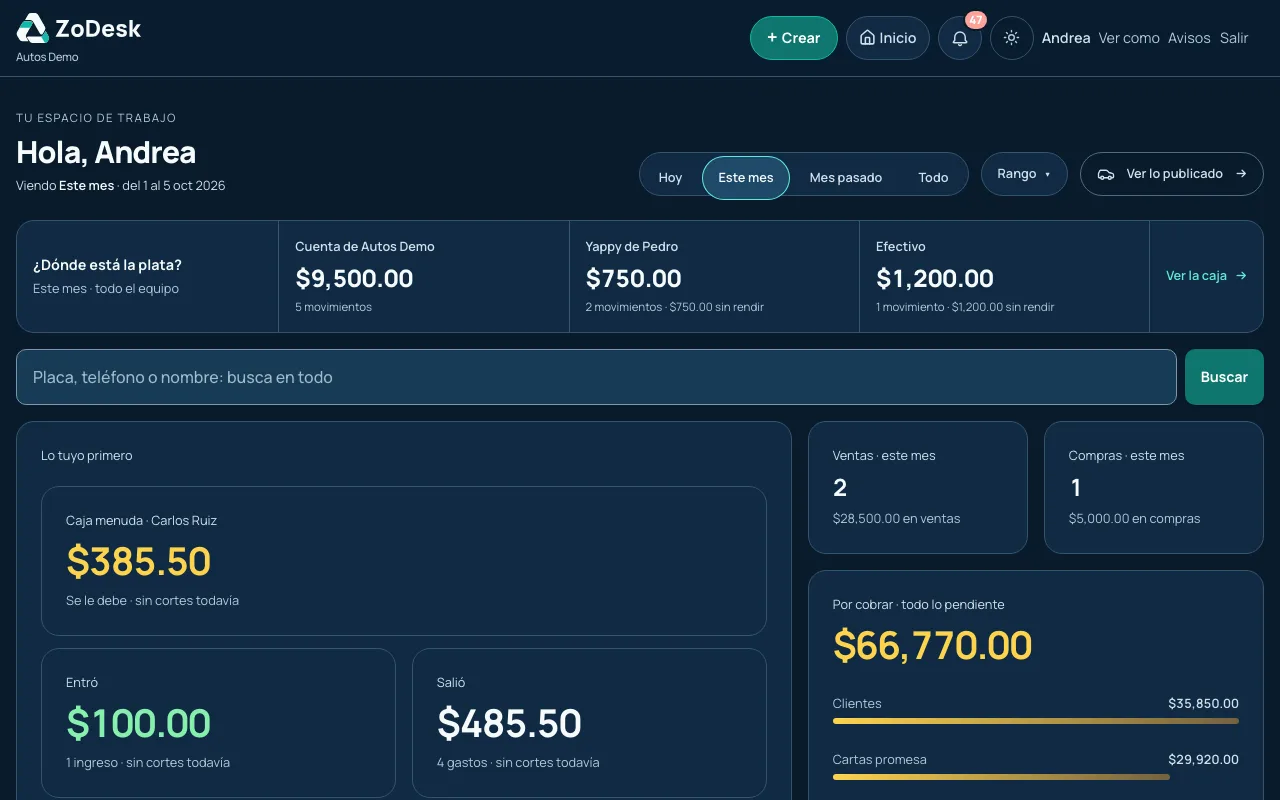 ZoDesk
Autos Demo
+ Crear
Inicio
47
Andrea
Ver como
Avisos
Salir
TU ESPACIO DE TRABAJO
Hola, Andrea
Viendo Este mes · del 1 al 5 oct 2026
Hoy
Este mes
Mes pasado
Todo
Rango ▾
Ver lo publicado →
¿Dónde está la plata?
Este mes · todo el equipo
Cuenta de Autos Demo
$9,500.00
5 movimientos
Yappy de Pedro
$750.00
2 movimientos · $750.00 sin rendir
Efectivo
$1,200.00
1 movimiento · $1,200.00 sin rendir
Ver la caja →
Placa, teléfono o nombre: busca en todo
Buscar
Lo tuyo primero
Caja menuda · Carlos Ruiz
$385.50
Se le debe · sin cortes todavía
Entró
$100.00
1 ingreso · sin cortes todavía
Salió
$485.50
4 gastos · sin cortes todavía
Ventas · este mes
2
$28,500.00 en ventas
Compras · este mes
1
$5,000.00 en compras
Por cobrar · todo lo pendiente
$66,770.00
Clientes
$35,850.00
Cartas promesa
$29,920.00